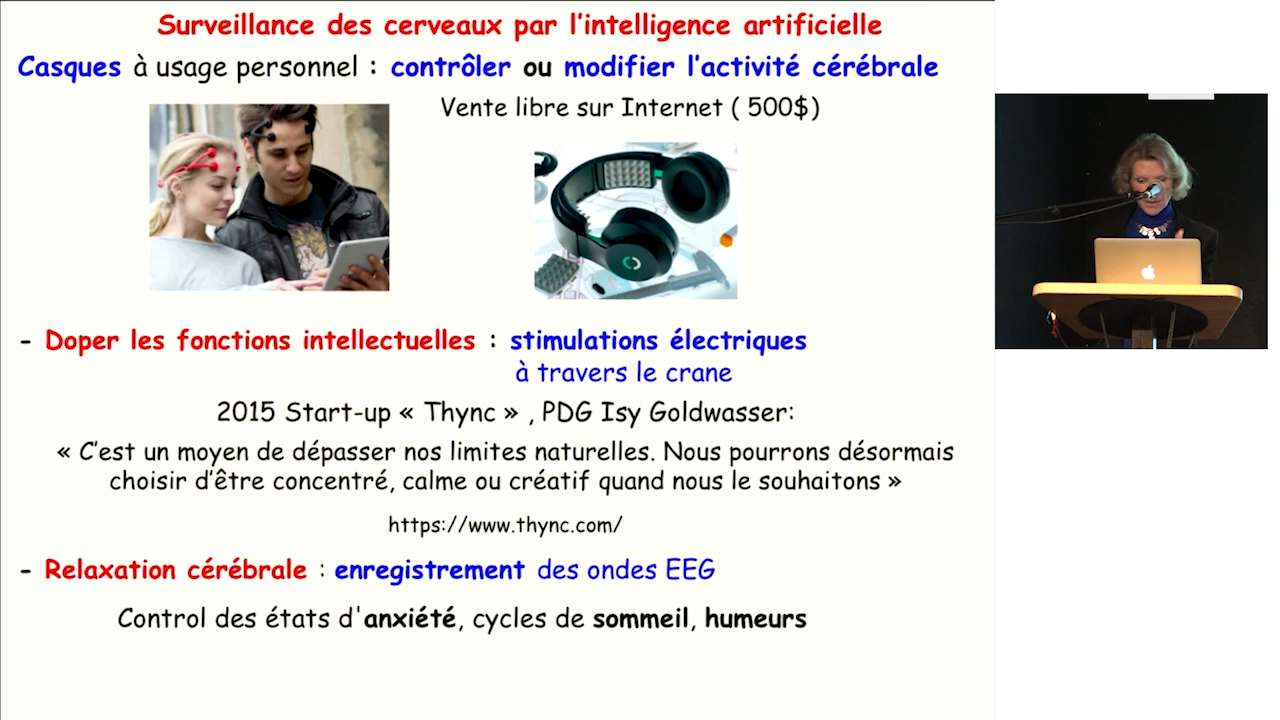 Surveillance des cerveaux par l'intelligence artificielle
Casques à usage personnel : contrôler ou modifier l'activité cérébrale
Vente libre sur Internet ( 500$)
- Doper les fonctions intellectuelles : stimulations électriques
à travers le crane
2015 Start-up « Thync » , PDG Isy Goldwasser:
« C'est un moyen de dépasser nos limites naturelles. Nous pourrons désormais
choisir d'être concentré, calme ou créatif quand nous le souhaitons »
https://www.thync.com/
- Relaxation cérébrale : enregistrement des ondes EEG
Control des états d'anxiété, cycles de sommeil, humeurs